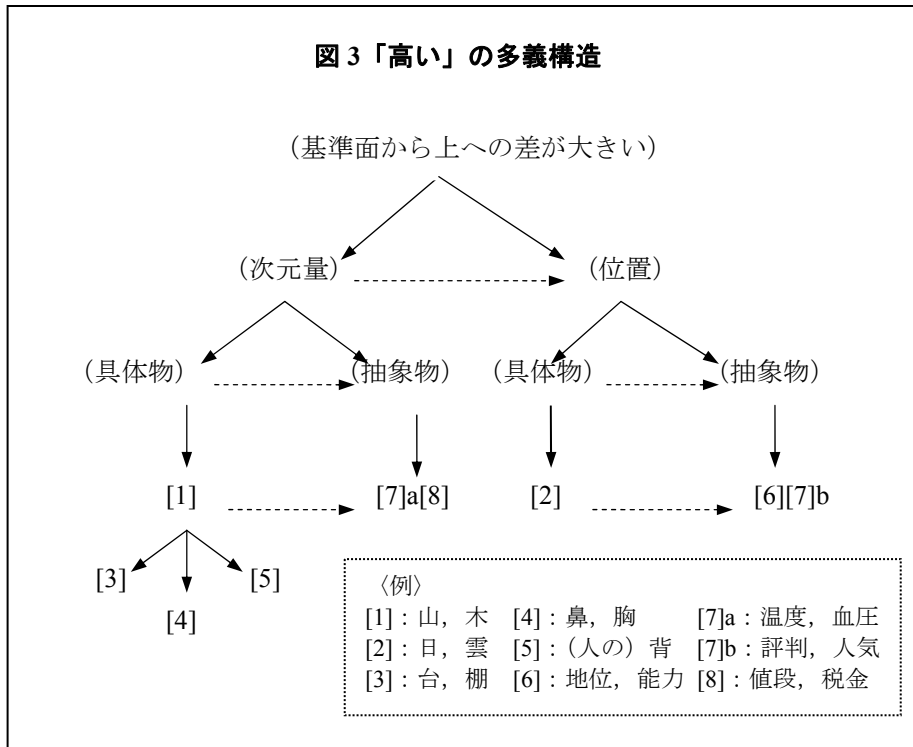 図 3「高い」の多義構造
（基準面から上への差が大きい）
（次元量） （位置）
（具体物） （抽象物） （具体物） （抽象物）
[1] [7]a[8] [2] [6][7]b
[3] [5]
[4]
〈例〉
[1]：山，木 [4]：鼻，胸 [7]a：温度，血圧
[2]：日，雲 [5]：（人の）背 [7]b：評判，人気
[3]：台，棚 [6]：地位，能力 [8]：値段，税金